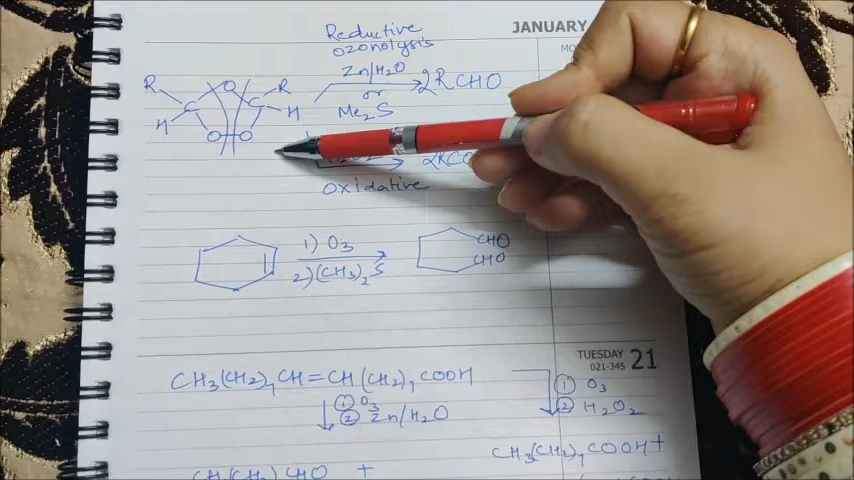 JANUARY
Reductive
ozonolysis
Zn/H₂O
or
Me₂S
2RCHO
R
C
H
O
C
R
H
O-O
2RCO
oxidative
1) O₃
2) (CH₃)₂S
CHO
CHO
TUESDAY 21
021-345
CH₃(CH₂)₇CH=CH(CH₂)₇COOH
① O₃
② Zn/H₂O
① O₃
② H₂O₂
CH₃(CH₂)₇COOH+
CHO +